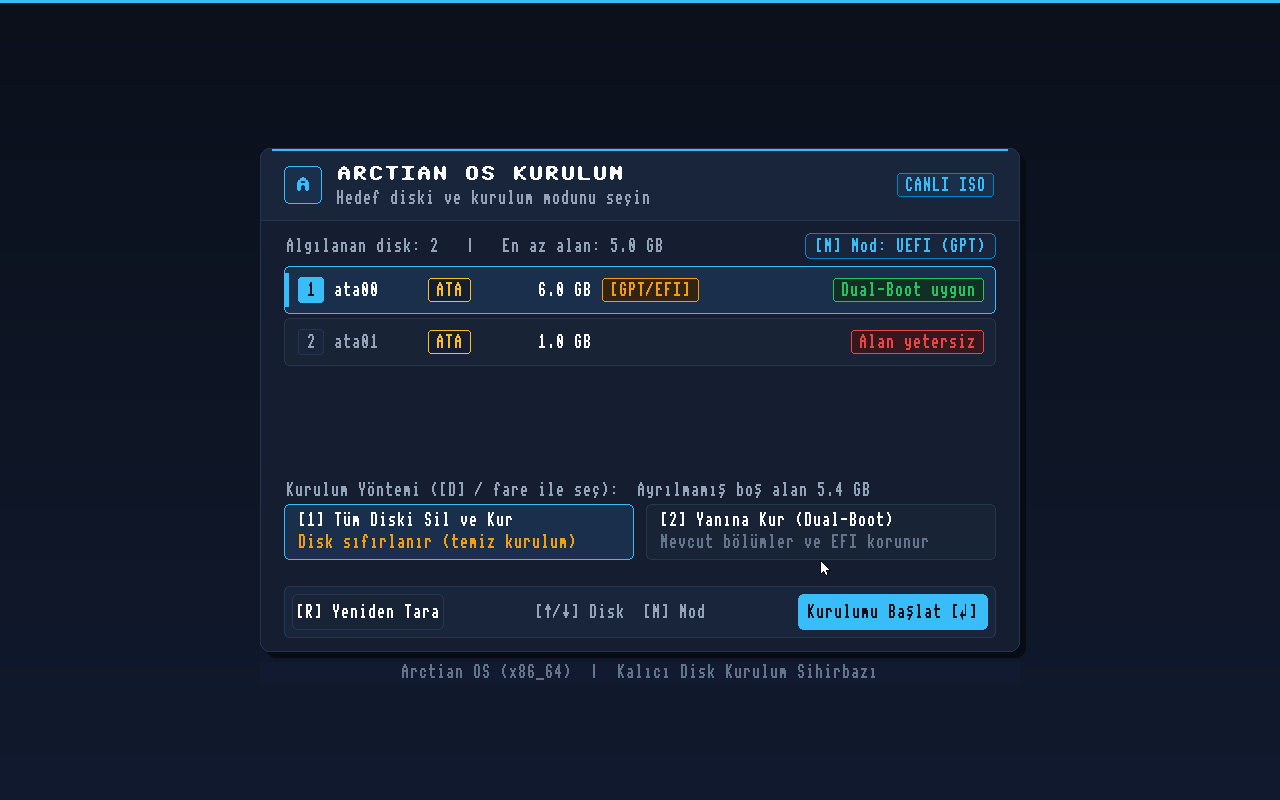 A
ARCTIAN OS KURULUM
Hedef diski ve kurulum modunu seçin
CANLI ISO
Algılanan disk: 2 | En az alan: 5.0 GB
[M] Mod: UEFI (GPT)
1 ata00 ATA 6.0 GB [GPT/EFI] Dual-Boot uygun
2 ata01 ATA 1.0 GB Alan yetersiz
Kurulum Yöntemi ([D] / fare ile seç): Ayrılmamış boş alan 5.4 GB
[1] Tüm Diski Sil ve Kur
Disk sıfırlanır (temiz kurulum)
[2] Yanına Kur (Dual-Boot)
Mevcut bölümler ve EFI korunur
[R] Yeniden Tara
[↑/↓] Disk [M] Mod
Kurulumu Başlat [↲]
Arctian OS (x86_64) | Kalıcı Disk Kurulum Sihirbazı